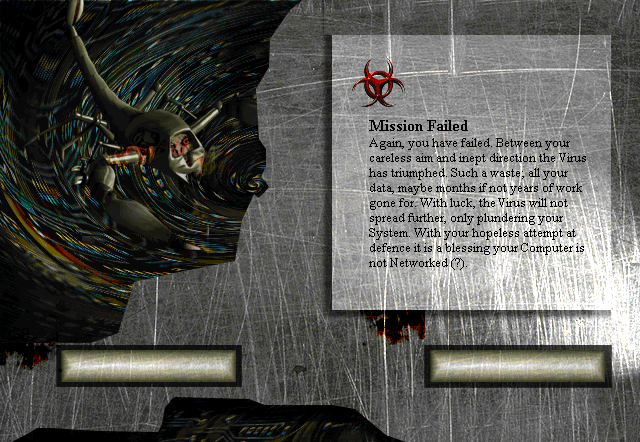 Mission Failed
Again, you have failed. Between your
careless aim and inept direction the Virus
has triumphed. Such a waste, all your
data, maybe months if not years of work
gone for. With luck, the Virus will not
spread further, only plundering your
System. With your hopeless attempt at
defence it is a blessing your Computer is
not Networked (?).